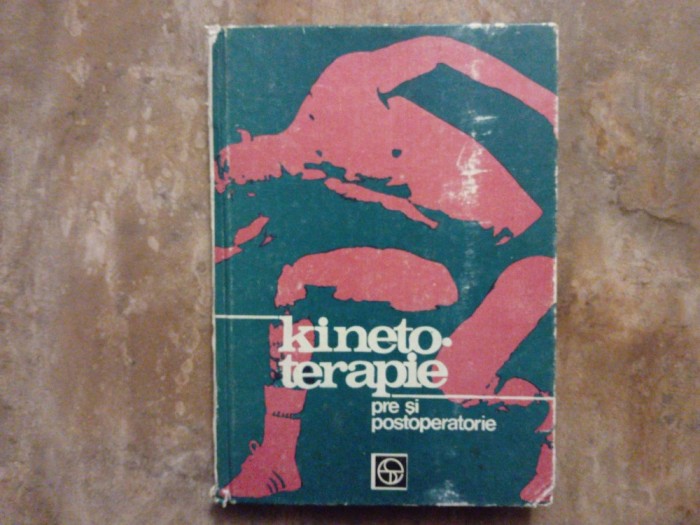 kineto•
terapie
pre și
postoperatorie